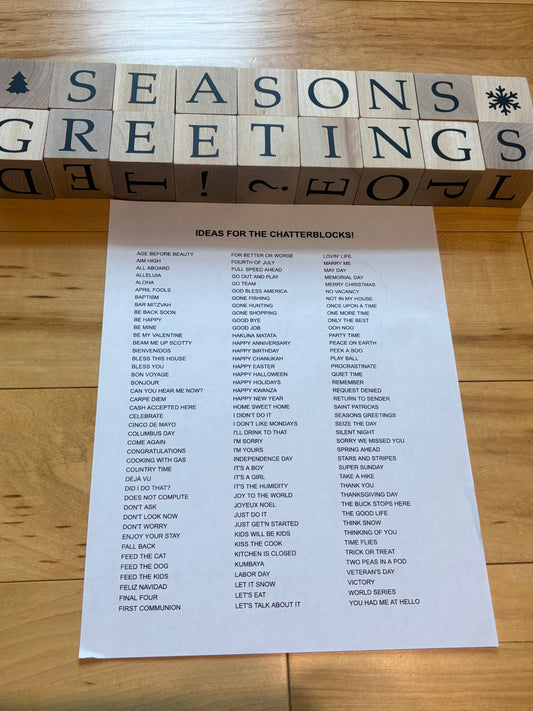 SEASONS
GREETINGS
IDEAS FOR THE CHATTERBLOCKS!
AGE BEFORE BEAUTY
AIM HIGH
ALL ABOARD
ALLELUIA
ALOHA
APRIL FOOLS
BAPTISM
BAR MITZVAH
BE BACK SOON
BE HAPPY
BE MINE
BE MY VALENTINE
BEAM ME UP SCOTTY
BIENVENIDOS
BLESS THIS HOUSE
BLESS YOU
BON VOYAGE
BONJOUR
CAN YOU HEAR ME NOW?
CARPE DIEM
CASH ACCEPTED HERE
CELEBRATE
CINCO DE MAYO
COLUMBUS DAY
COME AGAIN
CONGRATULATIONS
COOKING WITH GAS
COUNTRY TIME
DEJA VU
DID I DO THAT?
DOES NOT COMPUTE
DON'T ASK
DON'T LOOK NOW
DON'T WORRY
ENJOY YOUR STAY
FALL BACK
FEED THE CAT
FEED THE DOG
FEED THE KIDS
FELIZ NAVIDAD
FINAL FOUR
FIRST COMMUNION
FOR BETTER OR WORSE
FOURTH OF JULY
FULL SPEED AHEAD
GO OUT AND PLAY
GO TEAM
GOD BLESS AMERICA
GONE FISHING
GONE HUNTING
GONE SHOPPING
GOOD BYE
GOOD JOB
HAKUNA MATATA
HAPPY ANNIVERSARY
HAPPY BIRTHDAY
HAPPY CHANUKAH
HAPPY EASTER
HAPPY HALLOWEEN
HAPPY HOLIDAYS
HAPPY KWANZA
HAPPY NEW YEAR
HOME SWEET HOME
I DIDN'T DO IT
I DON'T LIKE MONDAYS
I'LL DRINK TO THAT
I'M SORRY
I'M YOURS
INDEPENDENCE DAY
IT'S A BOY
IT'S A GIRL
IT'S THE HUMIDITY
JOY TO THE WORLD
JOYEUX NOEL
JUST DO IT
JUST GET'N STARTED
KIDS WILL BE KIDS
KISS THE COOK
KITCHEN IS CLOSED
KUMBAYA
LABOR DAY
LET IT SNOW
LET'S EAT
LET'S TALK ABOUT IT
LOVIN' LIFE
MARRY ME
MAY DAY
MEMORIAL DAY
MERRY CHRISTMAS
NO VACANCY
NOT IN MY HOUSE
ONCE UPON A TIME
ONE MORE TIME
ONLY THE BEST
OOH NOO
PARTY TIME
PEACE ON EARTH
PEEK A BOO
PLAY BALL
PROCRASTINATE
QUIET TIME
REMEMBER
REQUEST DENIED
RETURN TO SENDER
SAINT PATRICKS
SEASONS GREETINGS
SEIZE THE DAY
SILENT NIGHT
SORRY WE MISSED YOU
SPRING AHEAD
STARS AND STRIPES
SUPER SUNDAY
TAKE A HIKE
THANK YOU
THANKSGIVING DAY
THE BUCK STOPS HERE
THE GOOD LIFE
THINK SNOW
THINKING OF YOU
TIME FLIES
TRICK OR TREAT
TWO PEAS IN A POD
VETERAN'S DAY
VICTORY
WORLD SERIES
YOU HAD ME AT HELLO